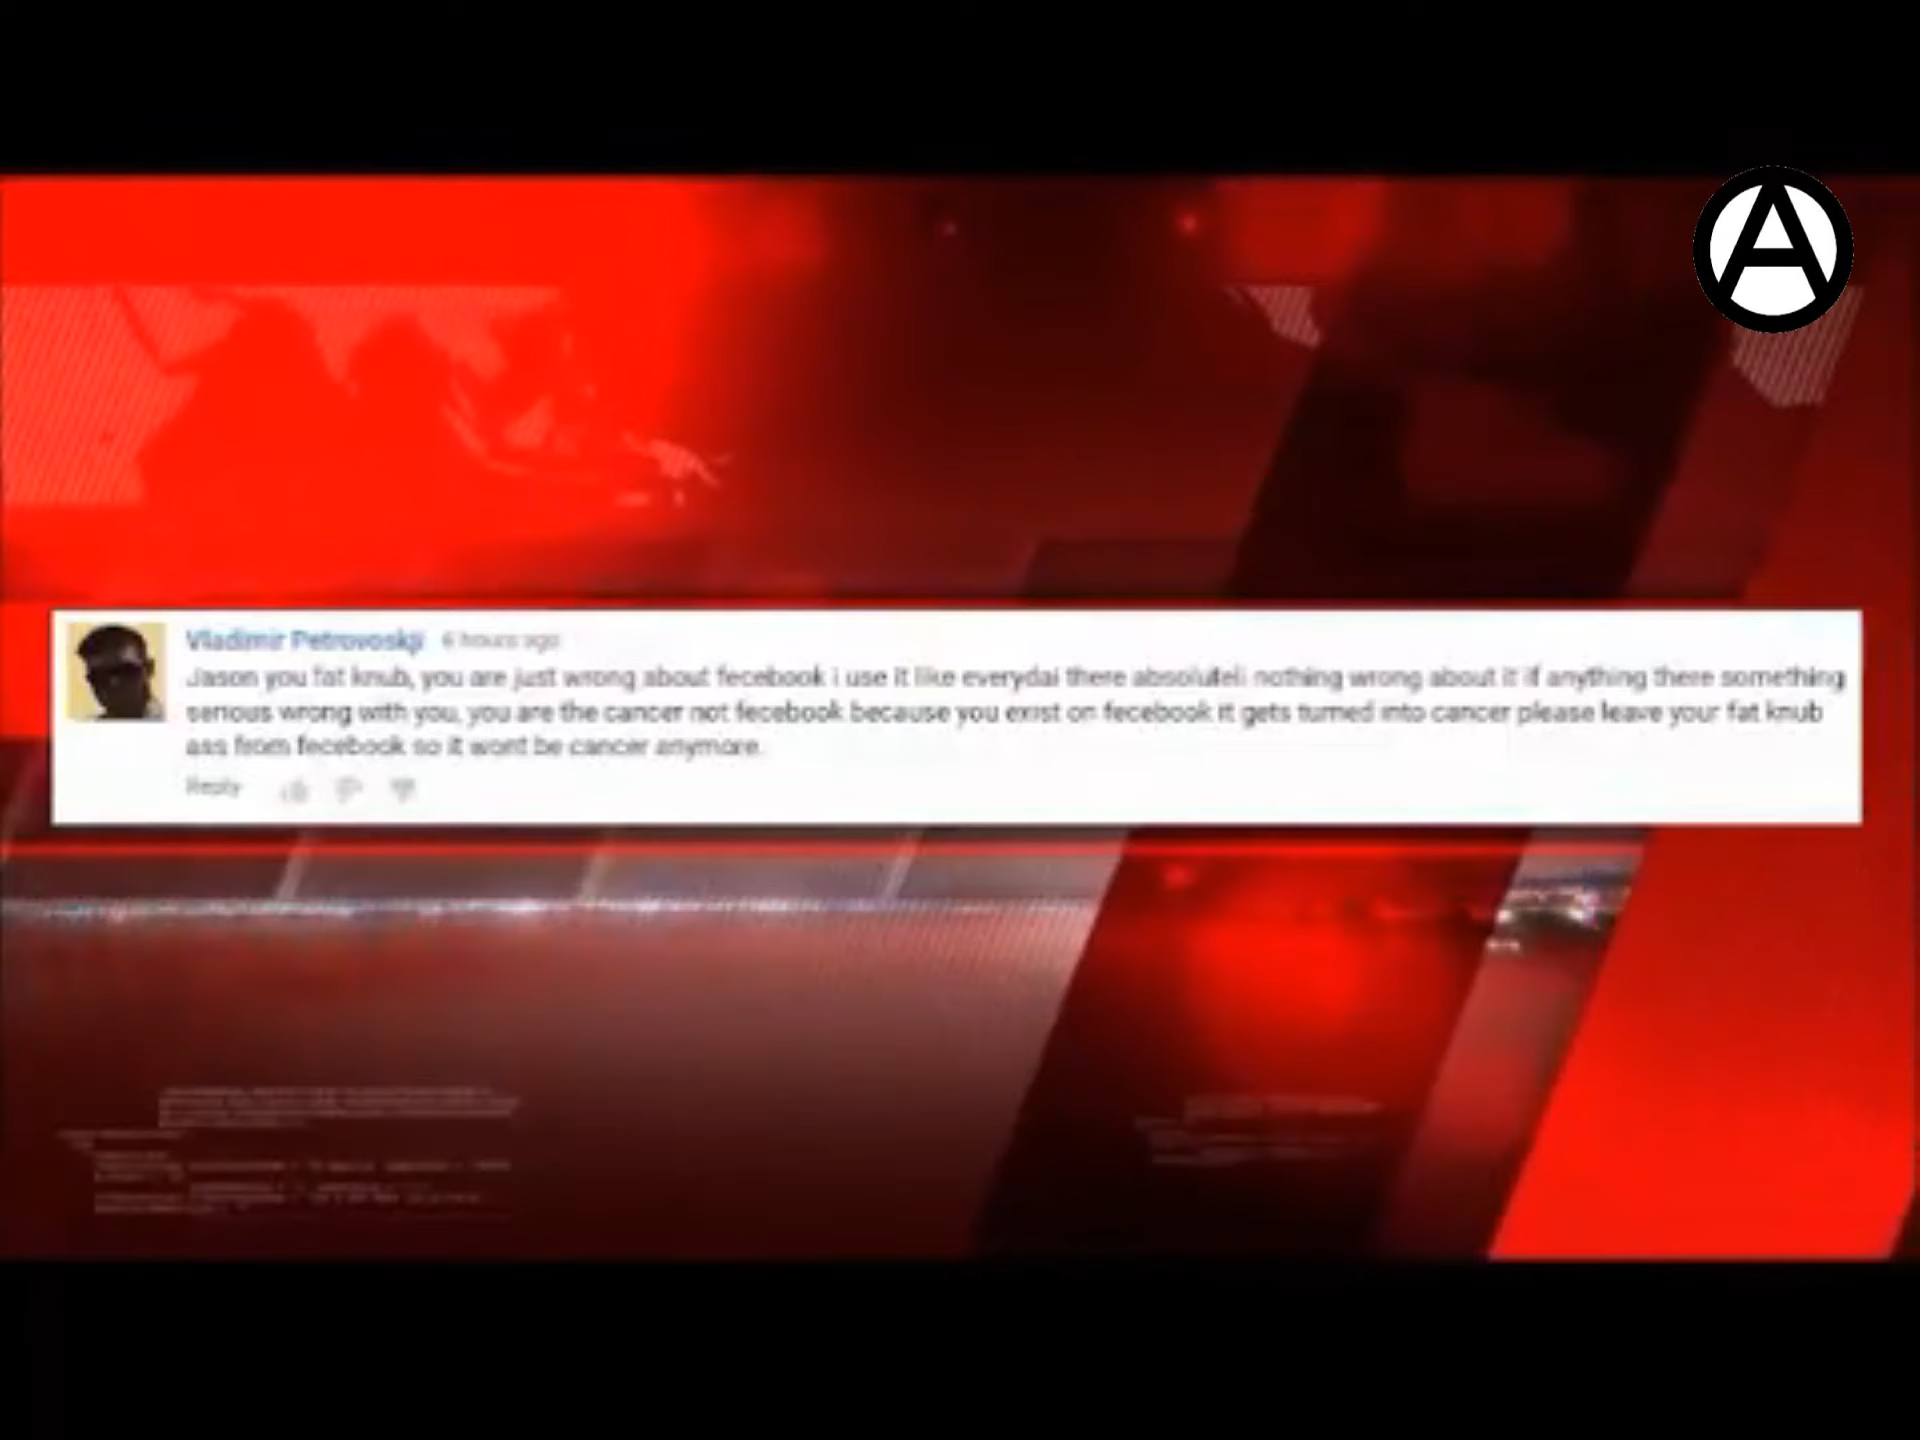 A
Vladimir Petrovoskji 6 hours ago
Jason you fat knub, you are just wrong about fecebook i use it like everydai there absoluteli nothing wrong about it if anything there something
serious wrong with you, you are the cancer not fecebook because you exist on fecebook it gets turned into cancer please leave your fat knub
ass from fecebook so it wont be cancer anymore.
Reply